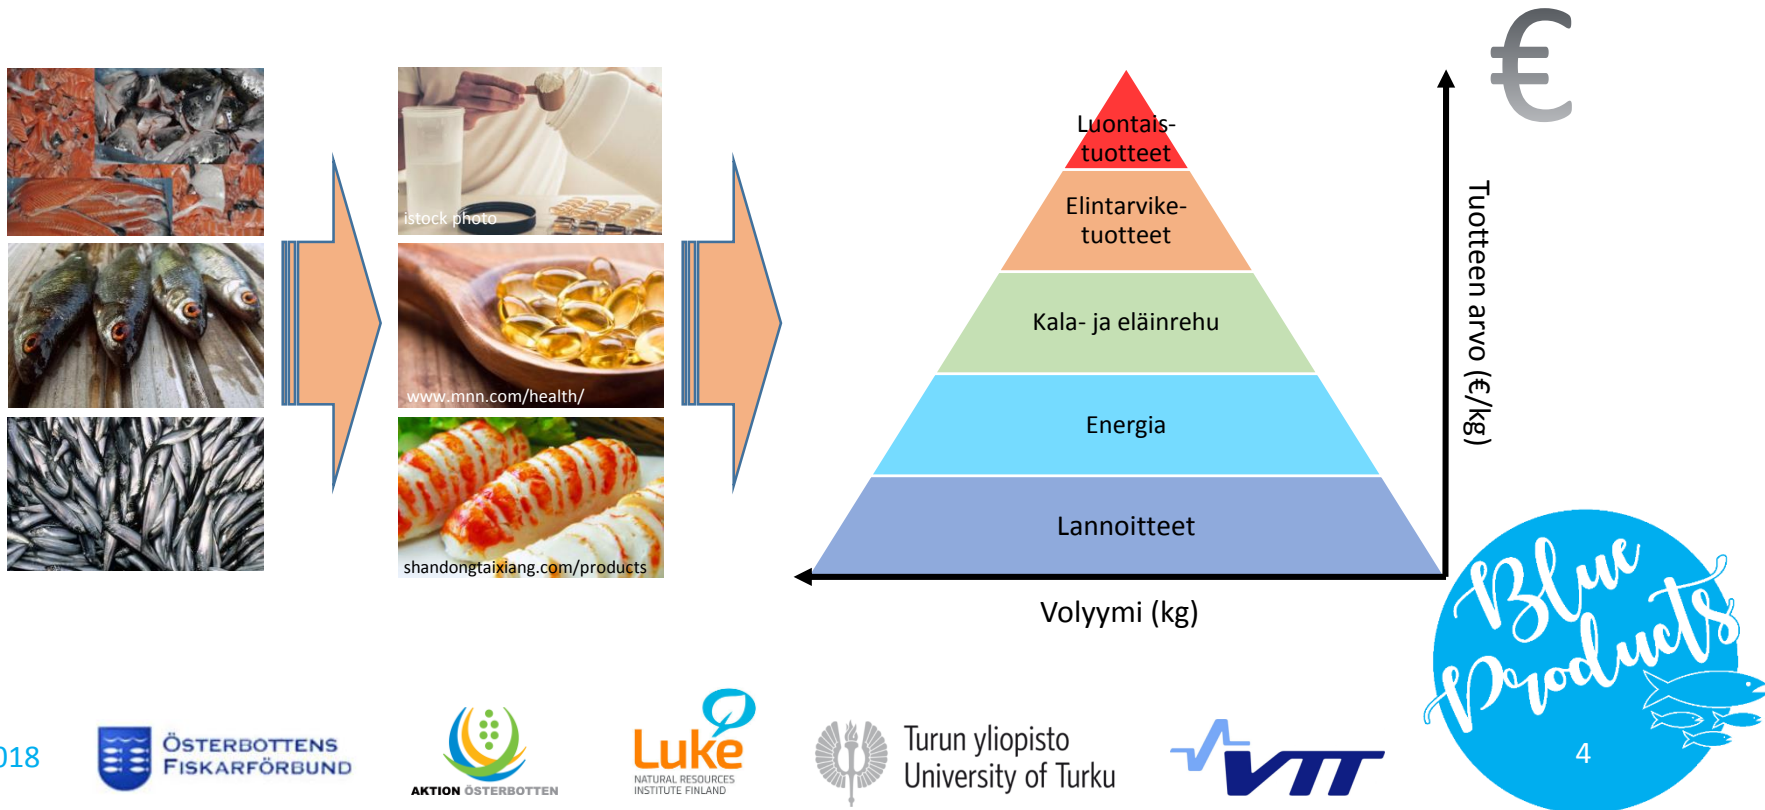 €
istock photo
www.mnn.com/health/
shandongtaixiang.com/products
Luontais-
tuotteet
Elintarvike-
tuotteet
Kala- ja eläinrehu
Energia
Lannoitteet
Tuotteen arvo (€/kg)
Volyymi (kg)
Blue
Products
4
018
ÖSTERBOTTENS
FISKARFÖRBUND
AKTION ÖSTERBOTTEN
Luke
NATURAL RESOURCES
INSTITUTE FINLAND
Turun yliopisto
University of Turku
VTT